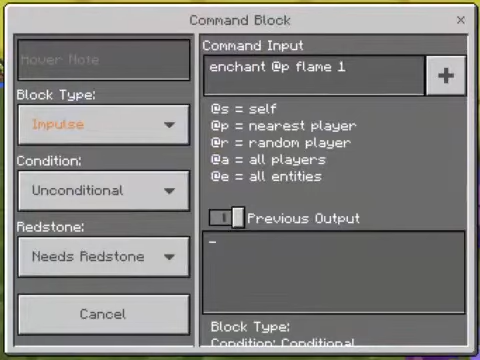 Command Block
×
Hover Note
Block Type:
Impulse
Condition:
Unconditional
Redstone:
Needs Redstone
Cancel
Command Input
enchant @p flame 1
+
@s = self
@p = nearest player
@r = random player
@a = all players
@e = all entities
Previous Output
-
Block Type:
Condition: Conditional